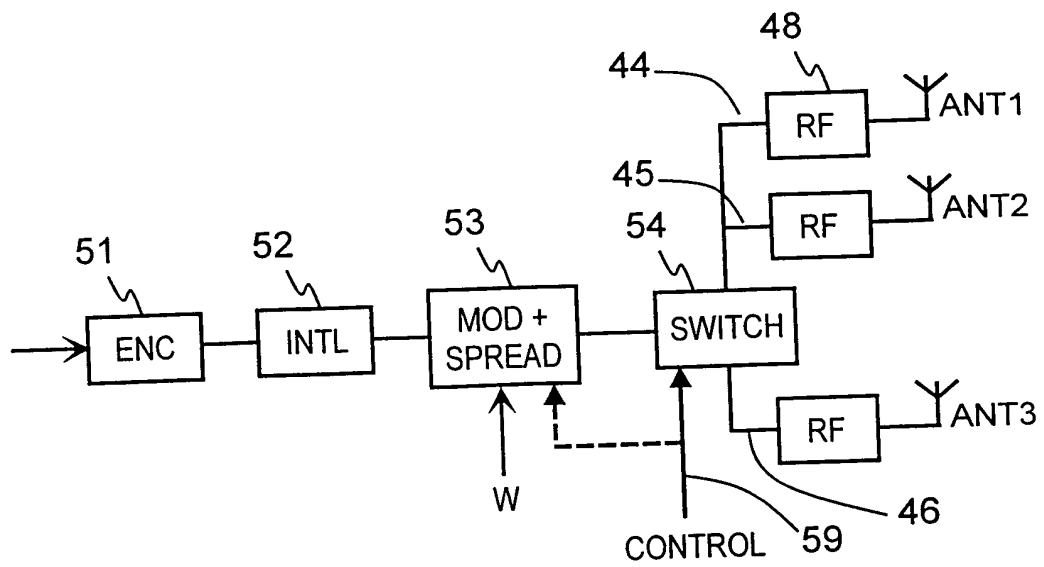 48
44
RF
ANT1
45
RF
ANT2
54
53
52
51
MOD +
SPREAD
SWITCH
INTL
ENC
RF
ANT3
W
46
59
CONTROL